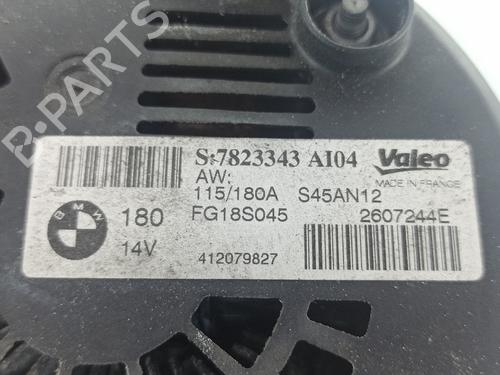 S:7823343 AI04
Valeo
MADE IN FRANCE
AW:
115/180A S45AN12
BMW
180
FG18S045
2607244E
14V
412079827
B-PARTS